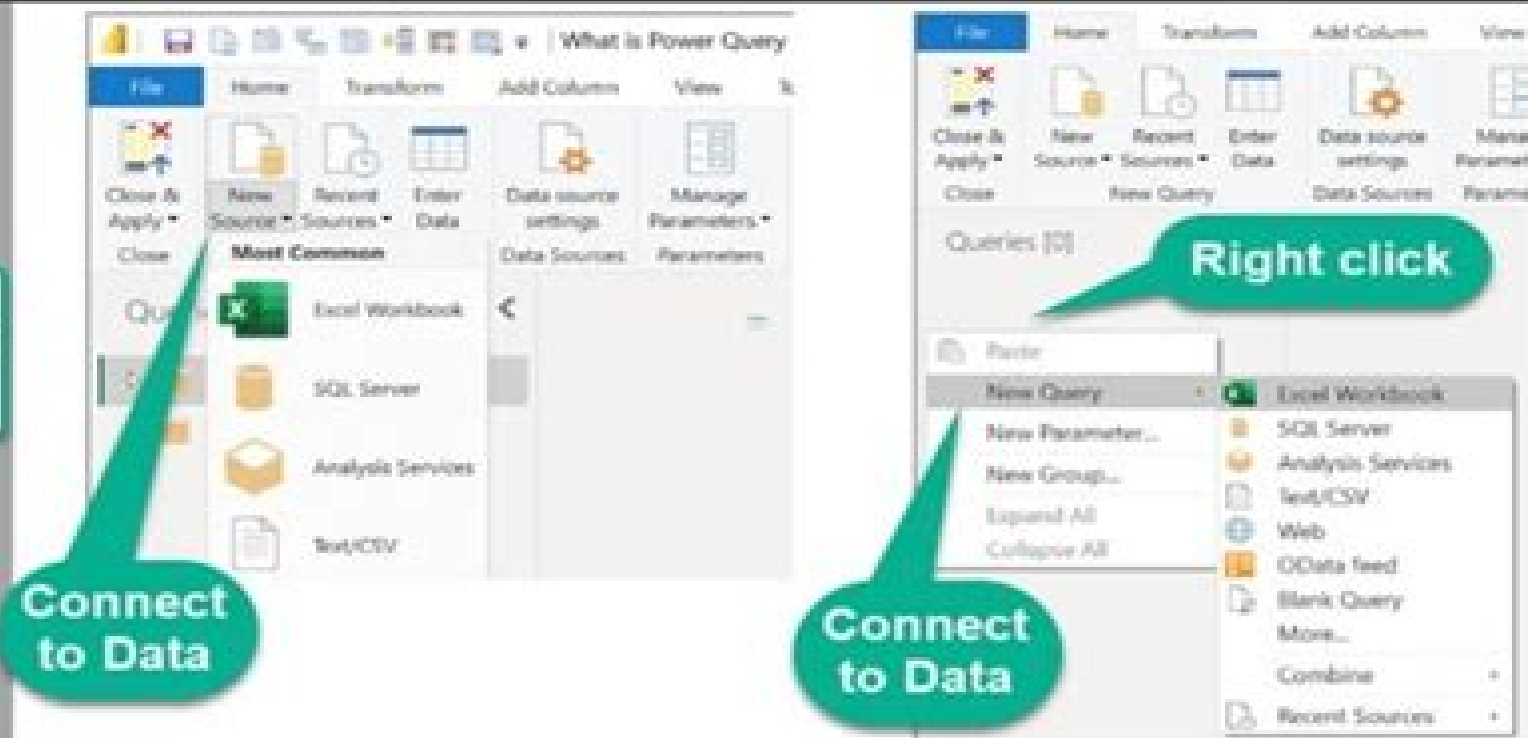 What is Power Query
File Home Transform Add Column View
Close & Apply
New Source
Recent Sources
Enter Data
Data source settings
Manage Parameters
Close
Data Sources
Parameters
Most Common
Excel Workbook
SQL Server
Analysis Services
Text/CSV
Connect
to Data
File Home Transform Add Column View
Close & Apply
New Source
Recent Sources
Enter Data
Data source settings
Close
New Query
Data Sources
Queries [0]
Right click
Paste
New Query
New Parameter...
New Group...
Expand All
Collapse All
Excel Workbook
SQL Server
Analysis Services
Text/CSV
Web
OData feed
Blank Query
More...
Combine
Recent Sources
Connect
to Data